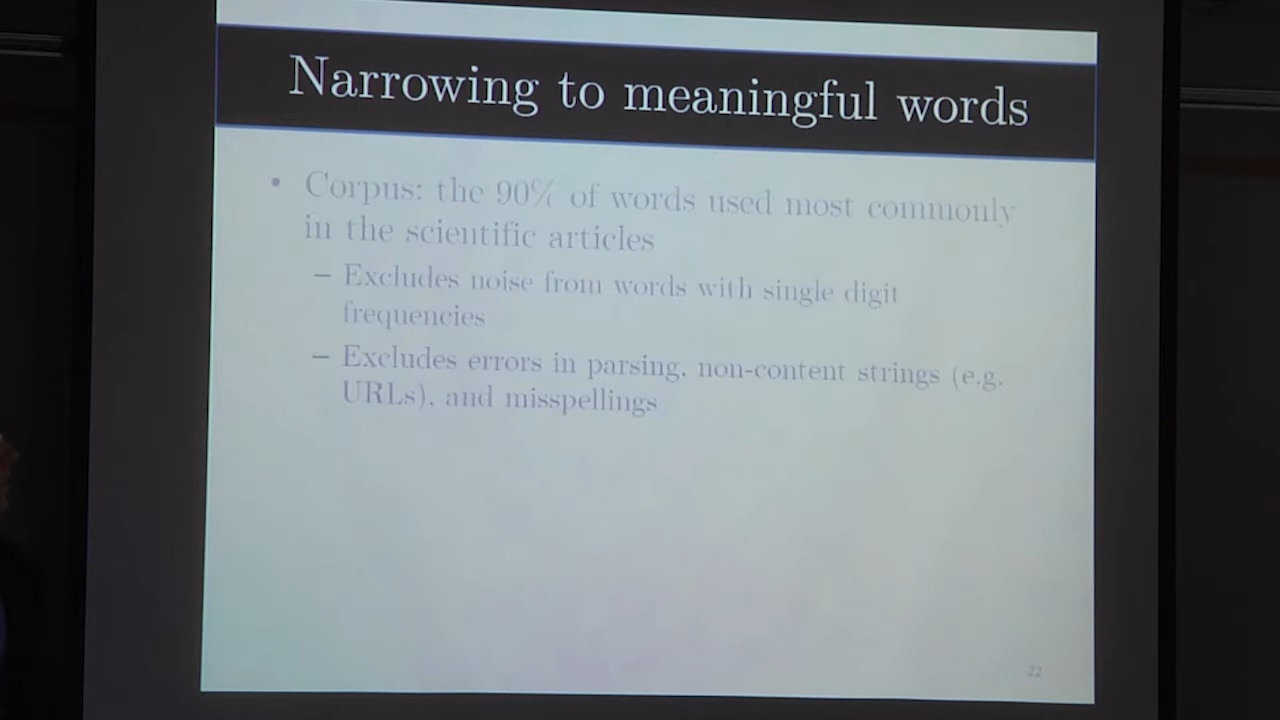 Narrowing to meaningful words
• Corpus: the 90% of words used most commonly
in the scientific articles
– Excludes noise from words with single digit
frequencies
– Excludes errors in parsing, non-content strings (e.g.
URLs), and misspellings
22